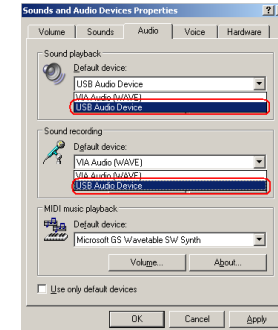 Sounds and Audio Devices Properties
Volume Sounds Audio Voice Hardware
Sound playback
Default device:
USB Audio Device
VIA Audio (WAVE)
USB Audio Device
Sound recording
Default device:
VIA Audio (WAVE)
VIA Audio (WAVE)
USB Audio Device
MIDI music playback
Default device:
Microsoft GS Wavetable SW Synth
Volume... About...
Use only default devices
OK Cancel Apply